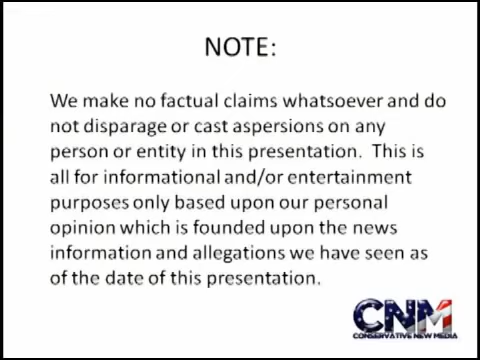 NOTE:
We make no factual claims whatsoever and do
not disparage or cast aspersions on any
person or entity in this presentation.  This is
all for informational and/or entertainment
purposes only based upon our personal
opinion which is founded upon the news
information and allegations we have seen as
of the date of this presentation.
CNM
CONSERVATIVE NEW MEDIA